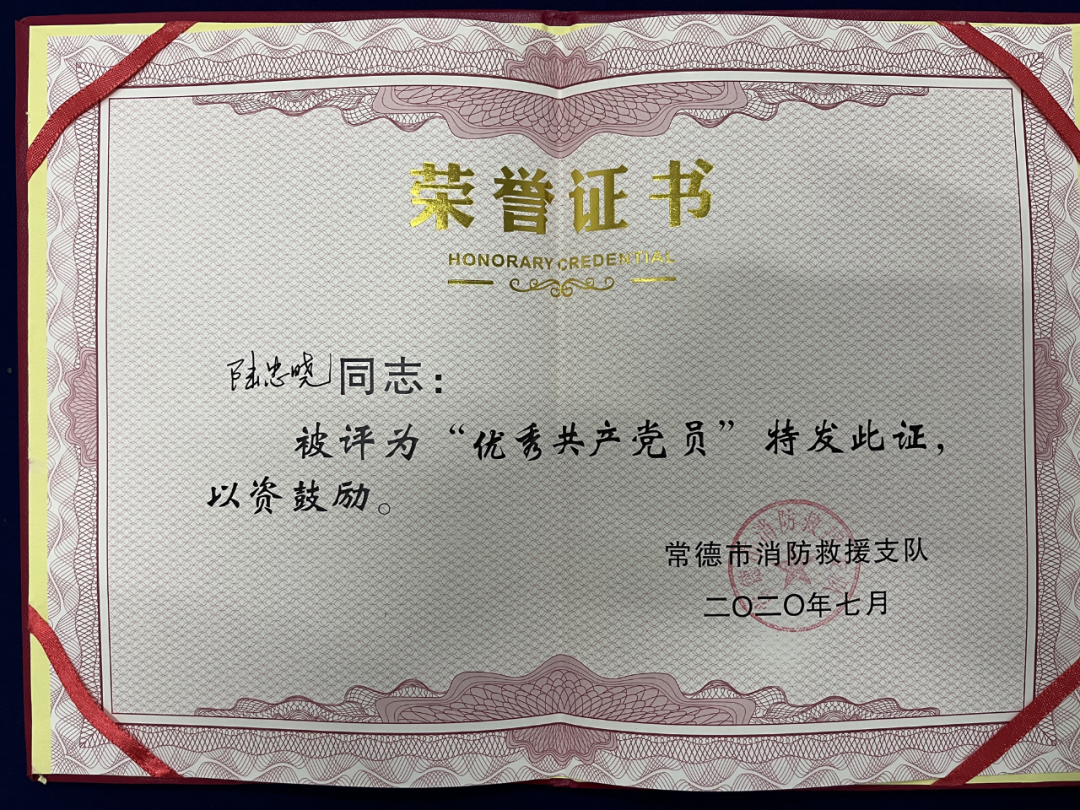 荣誉证书
HONORARY CREDENTIAL
陆忠晓同志：
被评为“优秀共产党员”特发此证，
以资鼓励。
常德市消防救援支队
二〇二〇年七月